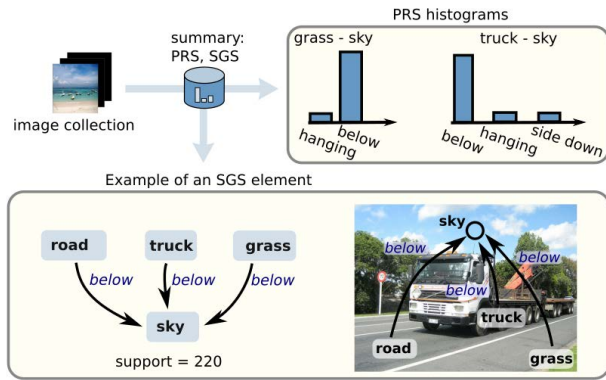 PRS histograms
summary:
PRS, SGS
image collection
grass - sky
hanging
below
truck - sky
below
hanging
side down
Example of an SGS element
road
truck
grass
below
below
below
sky
support = 220
sky
below
below
below
road
truck
grass